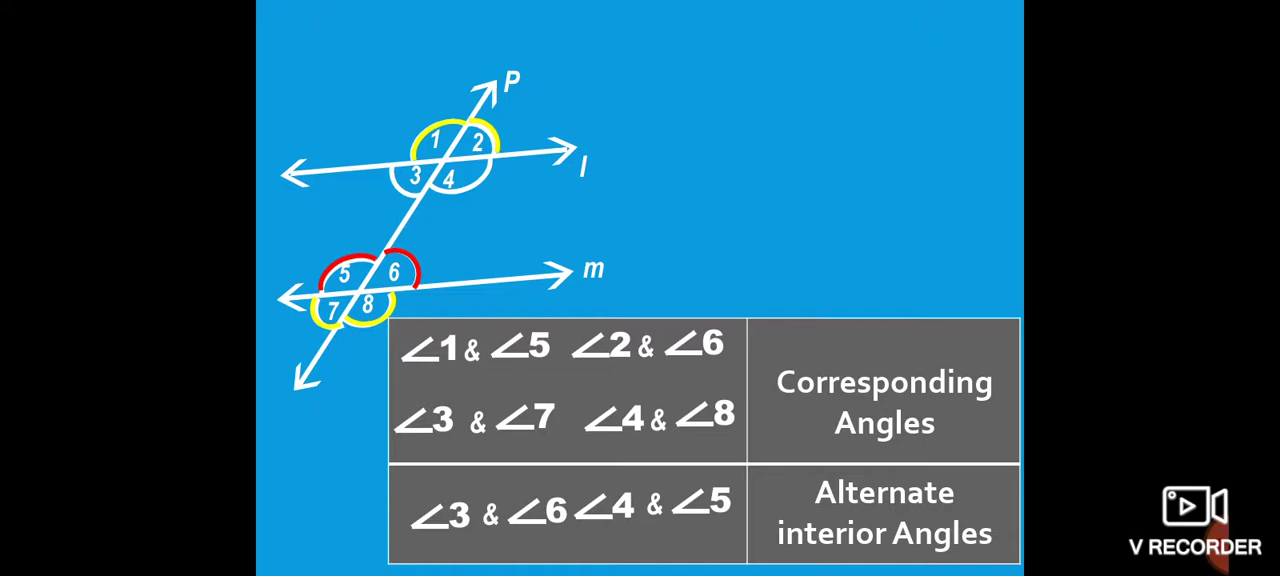 P
1 2
l
3 4
m
5 6
7 8
∠1 & ∠5 ∠2 & ∠6
∠3 & ∠7 ∠4 & ∠8
Corresponding
Angles
∠3 & ∠6 ∠4 & ∠5
Alternate
interior Angles
V RECORDER